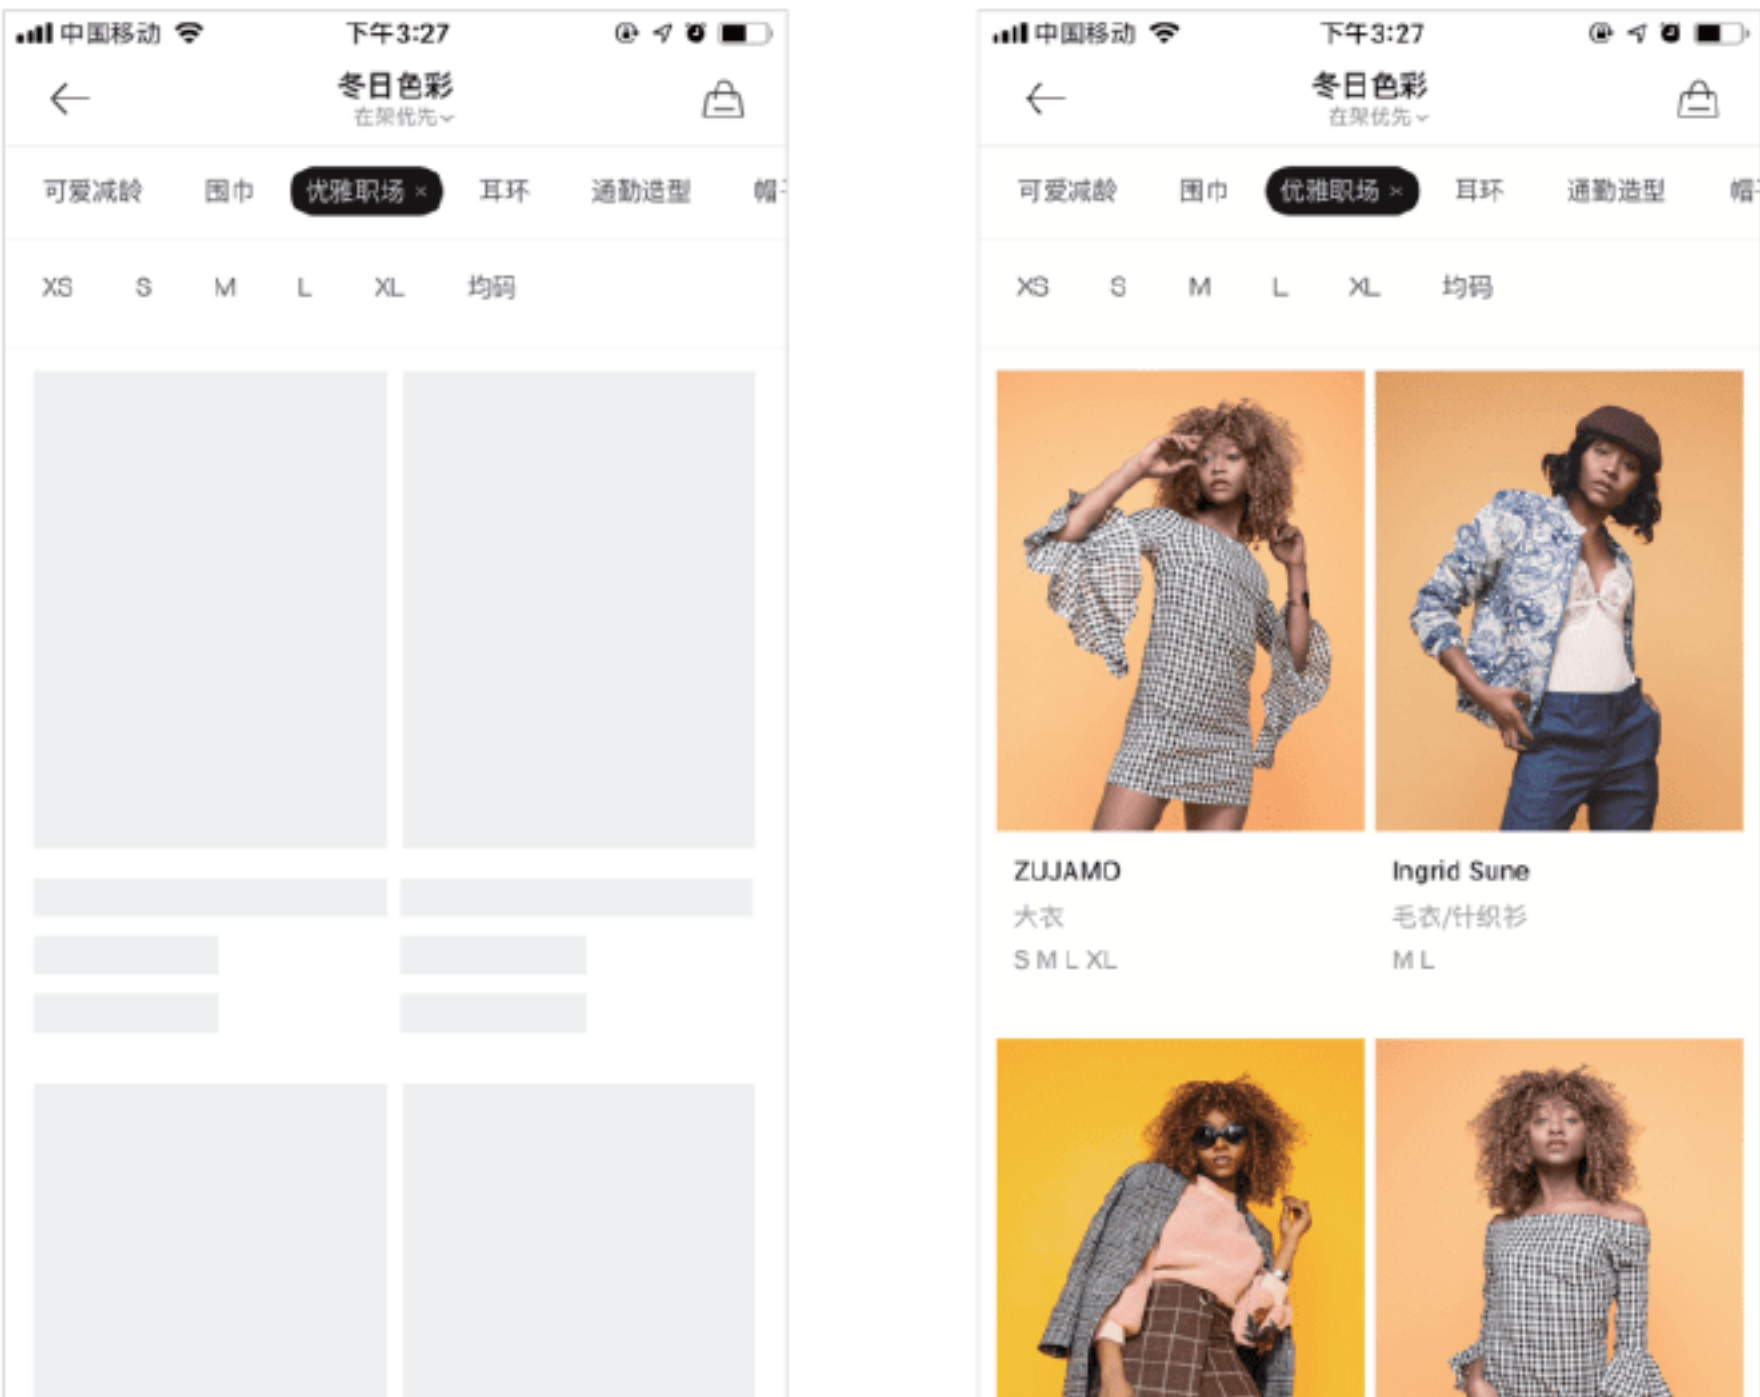 中国移动 下午3:27
冬日色彩
在架优先
可爱减龄 围巾 优雅职场 × 耳环 通勤造型 帽
XS S M L XL 均码
中国移动 下午3:27
冬日色彩
在架优先
可爱减龄 围巾 优雅职场 × 耳环 通勤造型 帽
XS S M L XL 均码
ZUJAMO
大衣
S M L XL
Ingrid Sune
毛衣/针织衫
M L